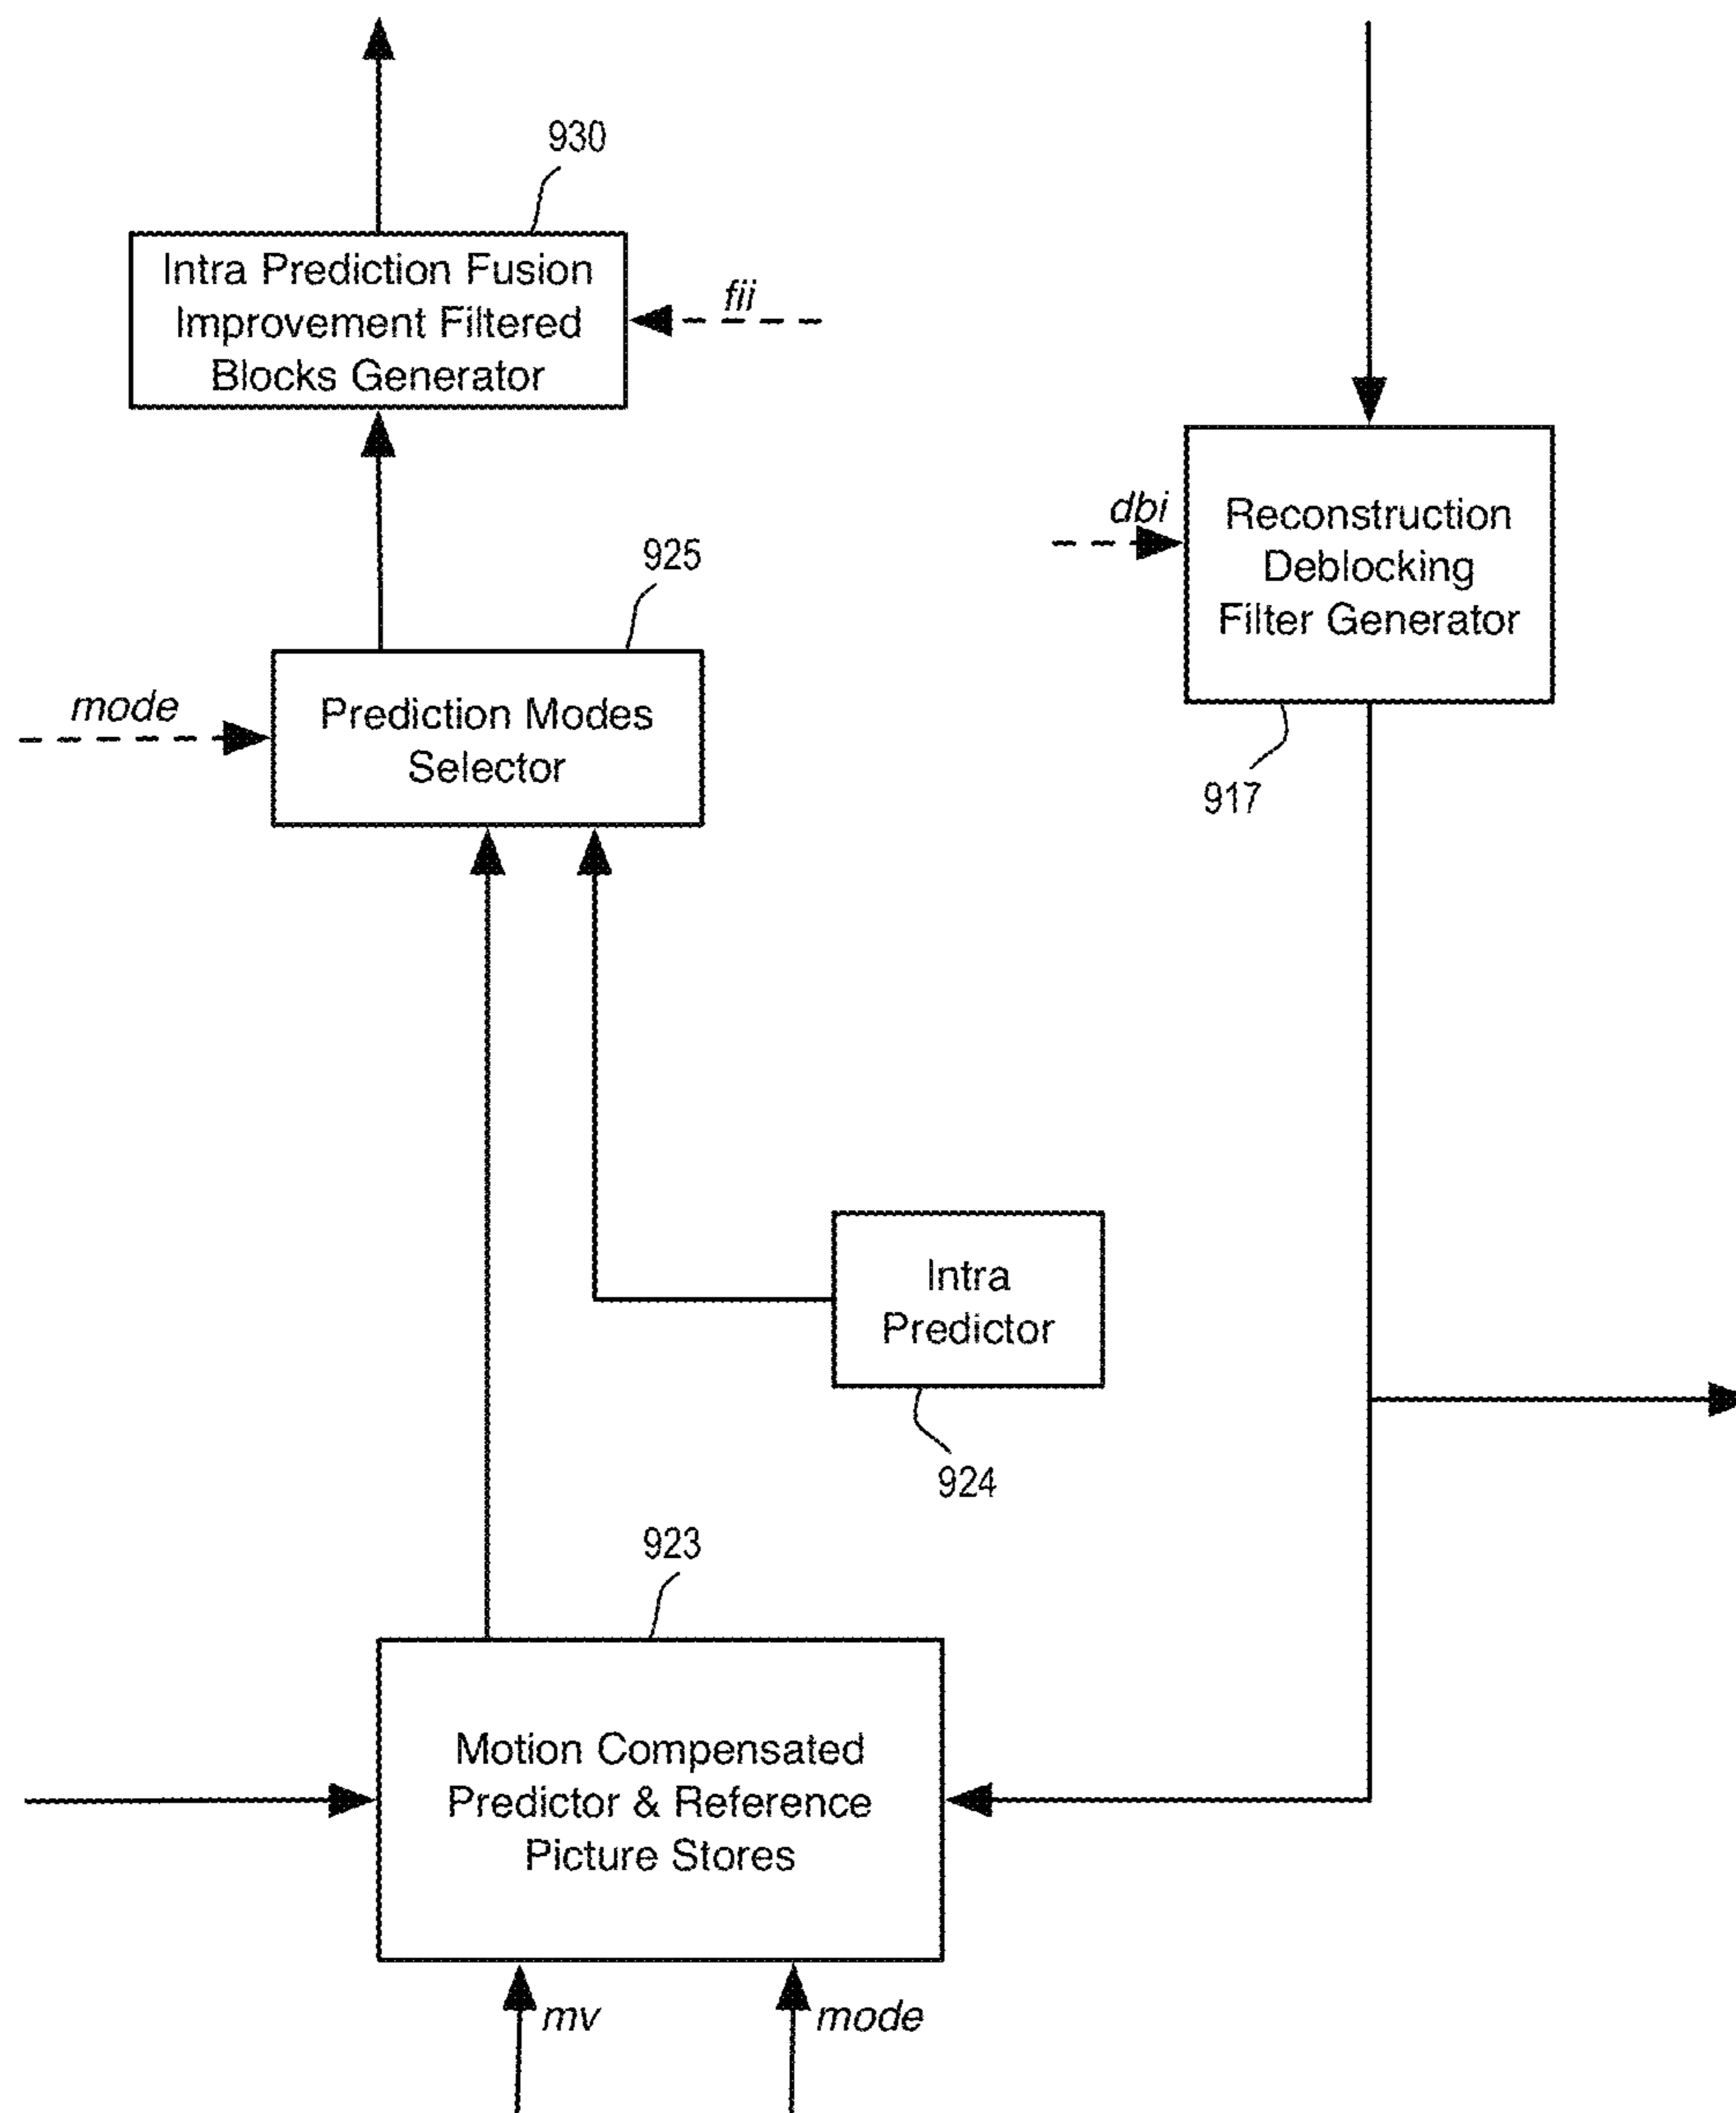 930
Intra Prediction Fusion
Improvement Filtered
Blocks Generator
fii
dbi
Reconstruction
Deblocking
Filter Generator
917
925
mode
Prediction Modes
Selector
Intra
Predictor
924
923
Motion Compensated
Predictor & Reference
Picture Stores
mv
mode